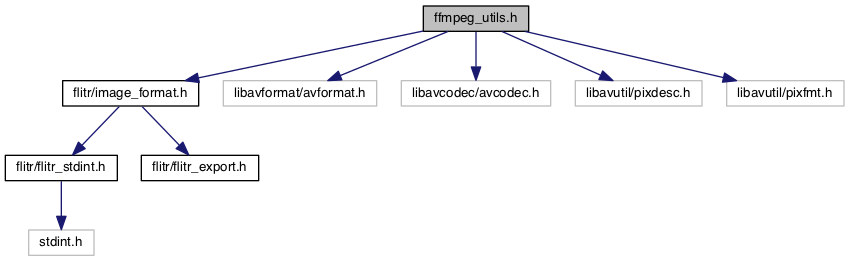 ffmpeg_utils.h
flitr/image_format.h
libavformat/avformat.h
libavcodec/avcodec.h
libavutil/pixdesc.h
libavutil/pixfmt.h
flitr/flitr_stdint.h
flitr/flitr_export.h
stdint.h